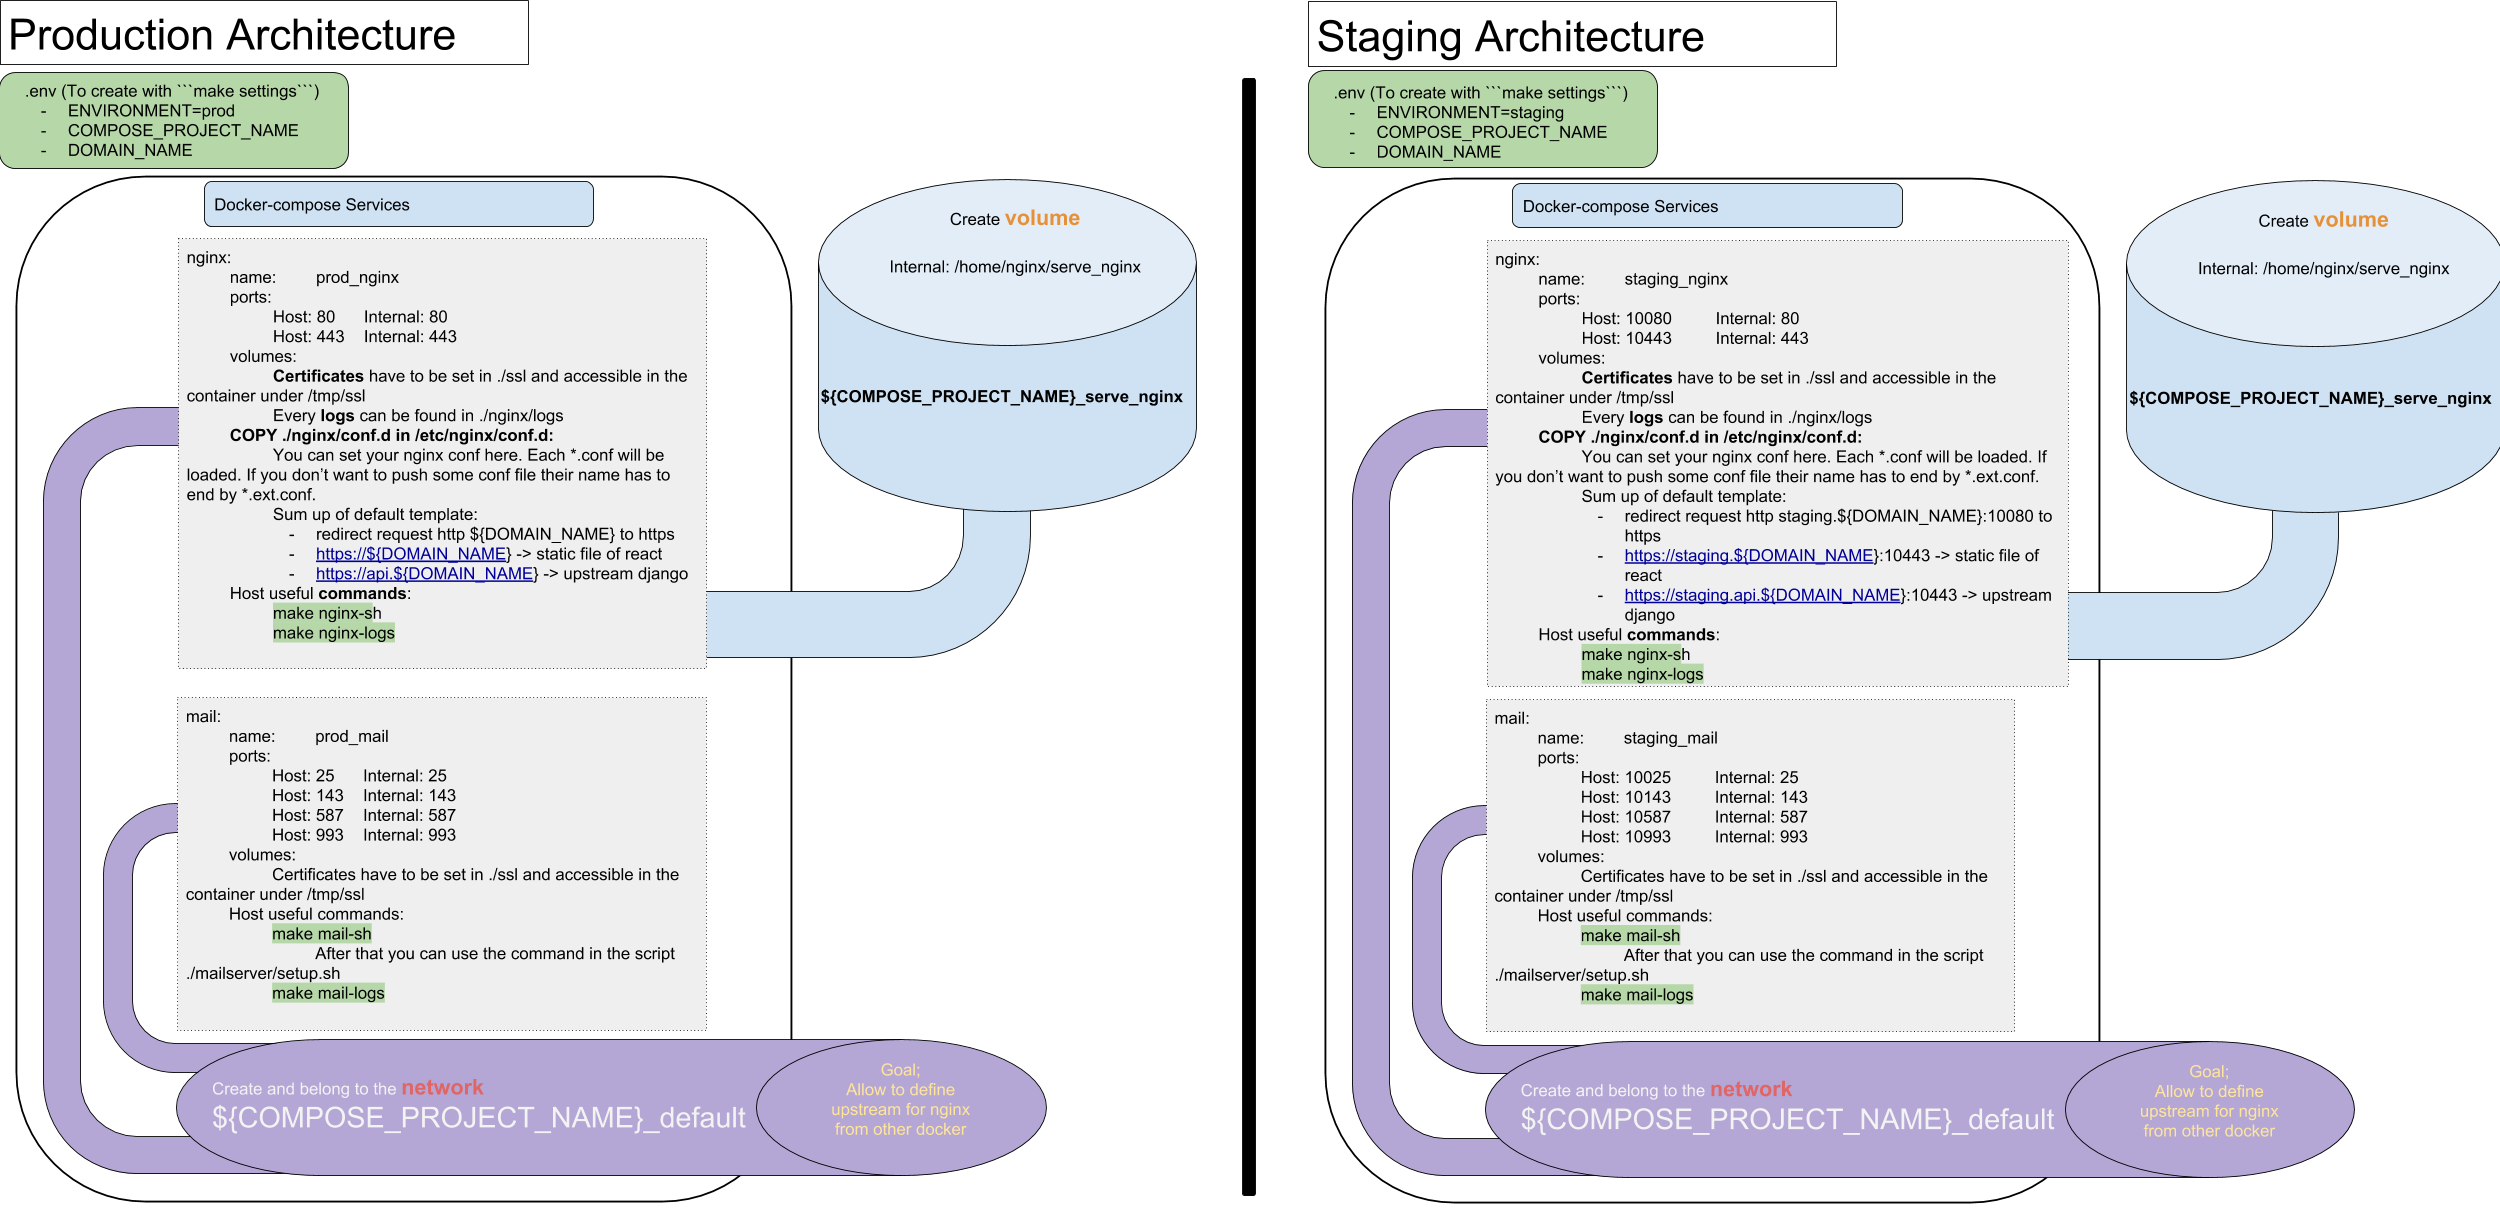 Production Architecture
.env (To create with ```make settings```)
- ENVIRONMENT=prod
- COMPOSE_PROJECT_NAME
- DOMAIN_NAME
Docker-compose Services
nginx:
name: prod_nginx
ports:
Host: 80 Internal: 80
Host: 443 Internal: 443
volumes:
Certificates have to be set in ./ssl and accessible in the
container under /tmp/ssl
Every logs can be found in ./nginx/logs
COPY ./nginx/conf.d in /etc/nginx/conf.d:
You can set your nginx conf here. Each *.conf will be
loaded. If you don’t want to push some conf file their name has to
end by *.ext.conf.
Sum up of default template:
- redirect request http ${DOMAIN_NAME} to https
- https://${DOMAIN_NAME} -> static file of react
- https://api.${DOMAIN_NAME} -> upstream django
Host useful commands:
make nginx-sh
make nginx-logs
mail:
name: prod_mail
ports:
Host: 25 Internal: 25
Host: 143 Internal: 143
Host: 587 Internal: 587
Host: 993 Internal: 993
volumes:
Certificates have to be set in ./ssl and accessible in the
container under /tmp/ssl
Host useful commands:
make mail-sh
After that you can use the command in the script
./mailserver/setup.sh
make mail-logs
Create volume
Internal: /home/nginx/serve_nginx
${COMPOSE_PROJECT_NAME}_serve_nginx
Create and belong to the network
${COMPOSE_PROJECT_NAME}_default
Goal;
Allow to define
upstream for nginx
from other docker
Staging Architecture
.env (To create with ```make settings```)
- ENVIRONMENT=staging
- COMPOSE_PROJECT_NAME
- DOMAIN_NAME
Docker-compose Services
nginx:
name: staging_nginx
ports:
Host: 10080 Internal: 80
Host: 10443 Internal: 443
volumes:
Certificates have to be set in ./ssl and accessible in the
container under /tmp/ssl
Every logs can be found in ./nginx/logs
COPY ./nginx/conf.d in /etc/nginx/conf.d:
You can set your nginx conf here. Each *.conf will be loaded. If
you don’t want to push some conf file their name has to end by *.ext.conf.
Sum up of default template:
- redirect request http staging.${DOMAIN_NAME}:10080 to
https
- https://staging.${DOMAIN_NAME}:10443 -> static file of
react
- https://staging.api.${DOMAIN_NAME}:10443 -> upstream
django
Host useful commands:
make nginx-sh
make nginx-logs
mail:
name: staging_mail
ports:
Host: 10025 Internal: 25
Host: 10143 Internal: 143
Host: 10587 Internal: 587
Host: 10993 Internal: 993
volumes:
Certificates have to be set in ./ssl and accessible in the
container under /tmp/ssl
Host useful commands:
make mail-sh
After that you can use the command in the script
./mailserver/setup.sh
make mail-logs
Create volume
Internal: /home/nginx/serve_nginx
${COMPOSE_PROJECT_NAME}_serve_nginx
Create and belong to the network
${COMPOSE_PROJECT_NAME}_default
Goal;
Allow to define
upstream for nginx
from other docker